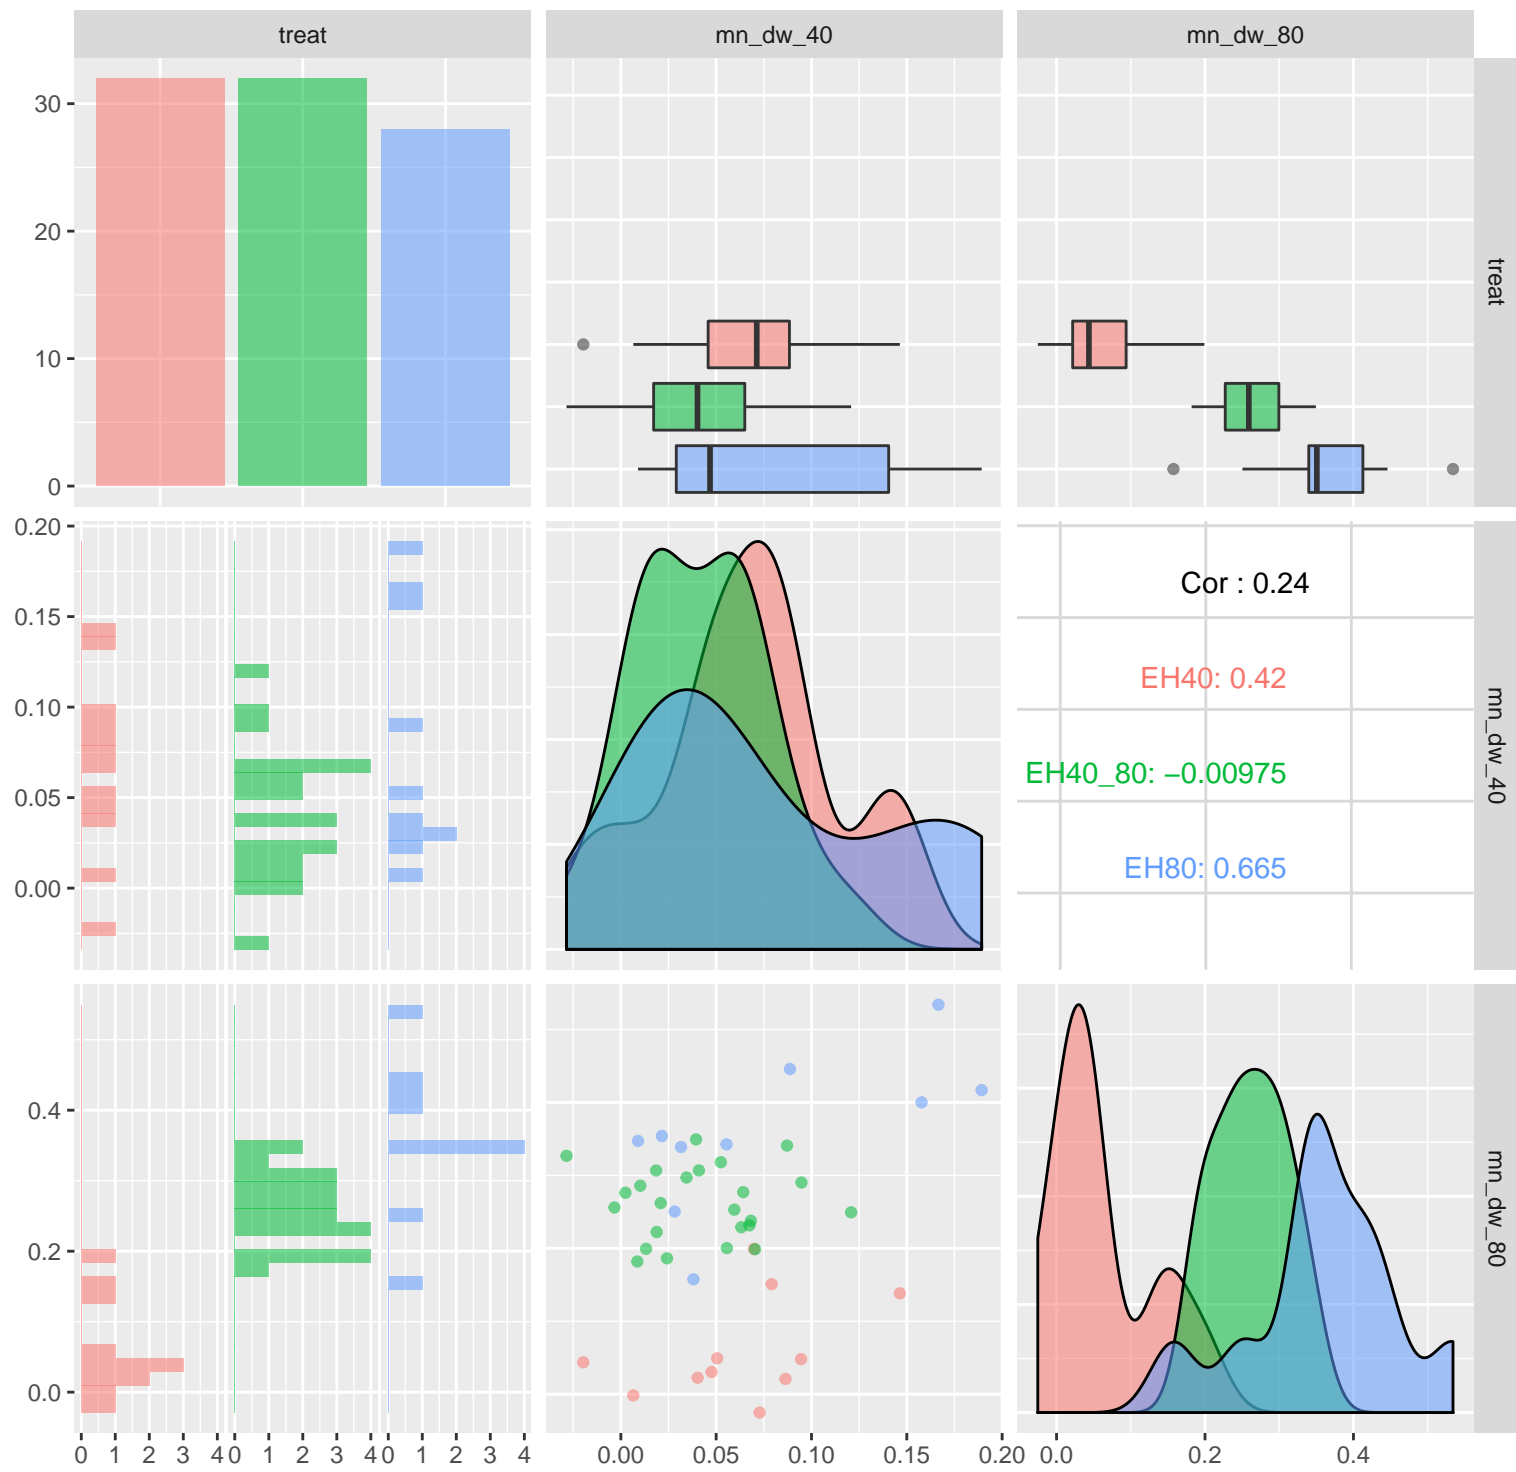 treat mn_dw_40 mn_dw_80
30
20
10
0
treat
0.20
0.15
0.10
0.05
0.00
Cor : 0.24
EH40: 0.42
EH40_80: −0.00975
EH80: 0.665
mn_dw_40
0.4
0.2
0.0
mn_dw_80
0 1 2 3 4 0 1 2 3 4 0 1 2 3 4 0.00 0.05 0.10 0.15 0.20 0.0 0.2 0.4